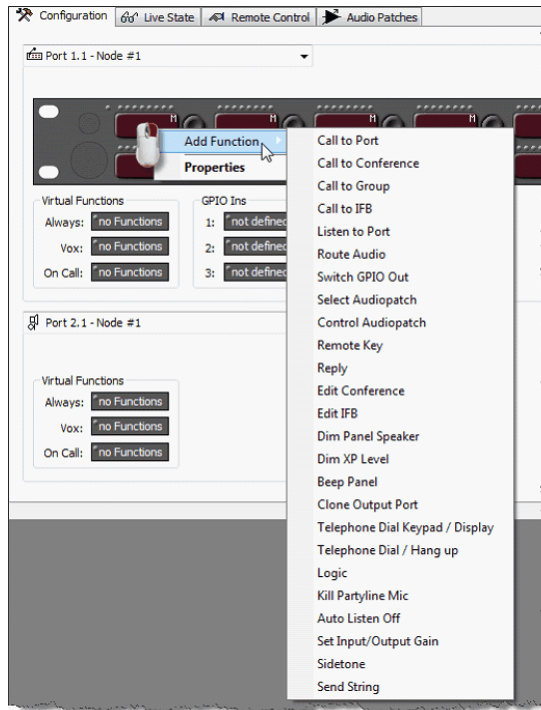 Configuration Live State Remote Control Audio Patches
Port 1.1 - Node #1
M M M M
Add Function
Properties
Call to Port
Call to Conference
Call to Group
Call to IFB
Listen to Port
Route Audio
Switch GPIO Out
Select Audiopatch
Control Audiopatch
Remote Key
Reply
Edit Conference
Edit IFB
Dim Panel Speaker
Dim XP Level
Beep Panel
Clone Output Port
Telephone Dial Keypad / Display
Telephone Dial / Hang up
Logic
Kill Partyline Mic
Auto Listen Off
Set Input/Output Gain
Sidetone
Send String
Virtual Functions
Always: no Functions
Vox: no Functions
On Call: no Functions
GPIO Ins
1: not define
2: not define
3: not define
Port 2.1 - Node #1
Virtual Functions
Always: no Functions
Vox: no Functions
On Call: no Functions